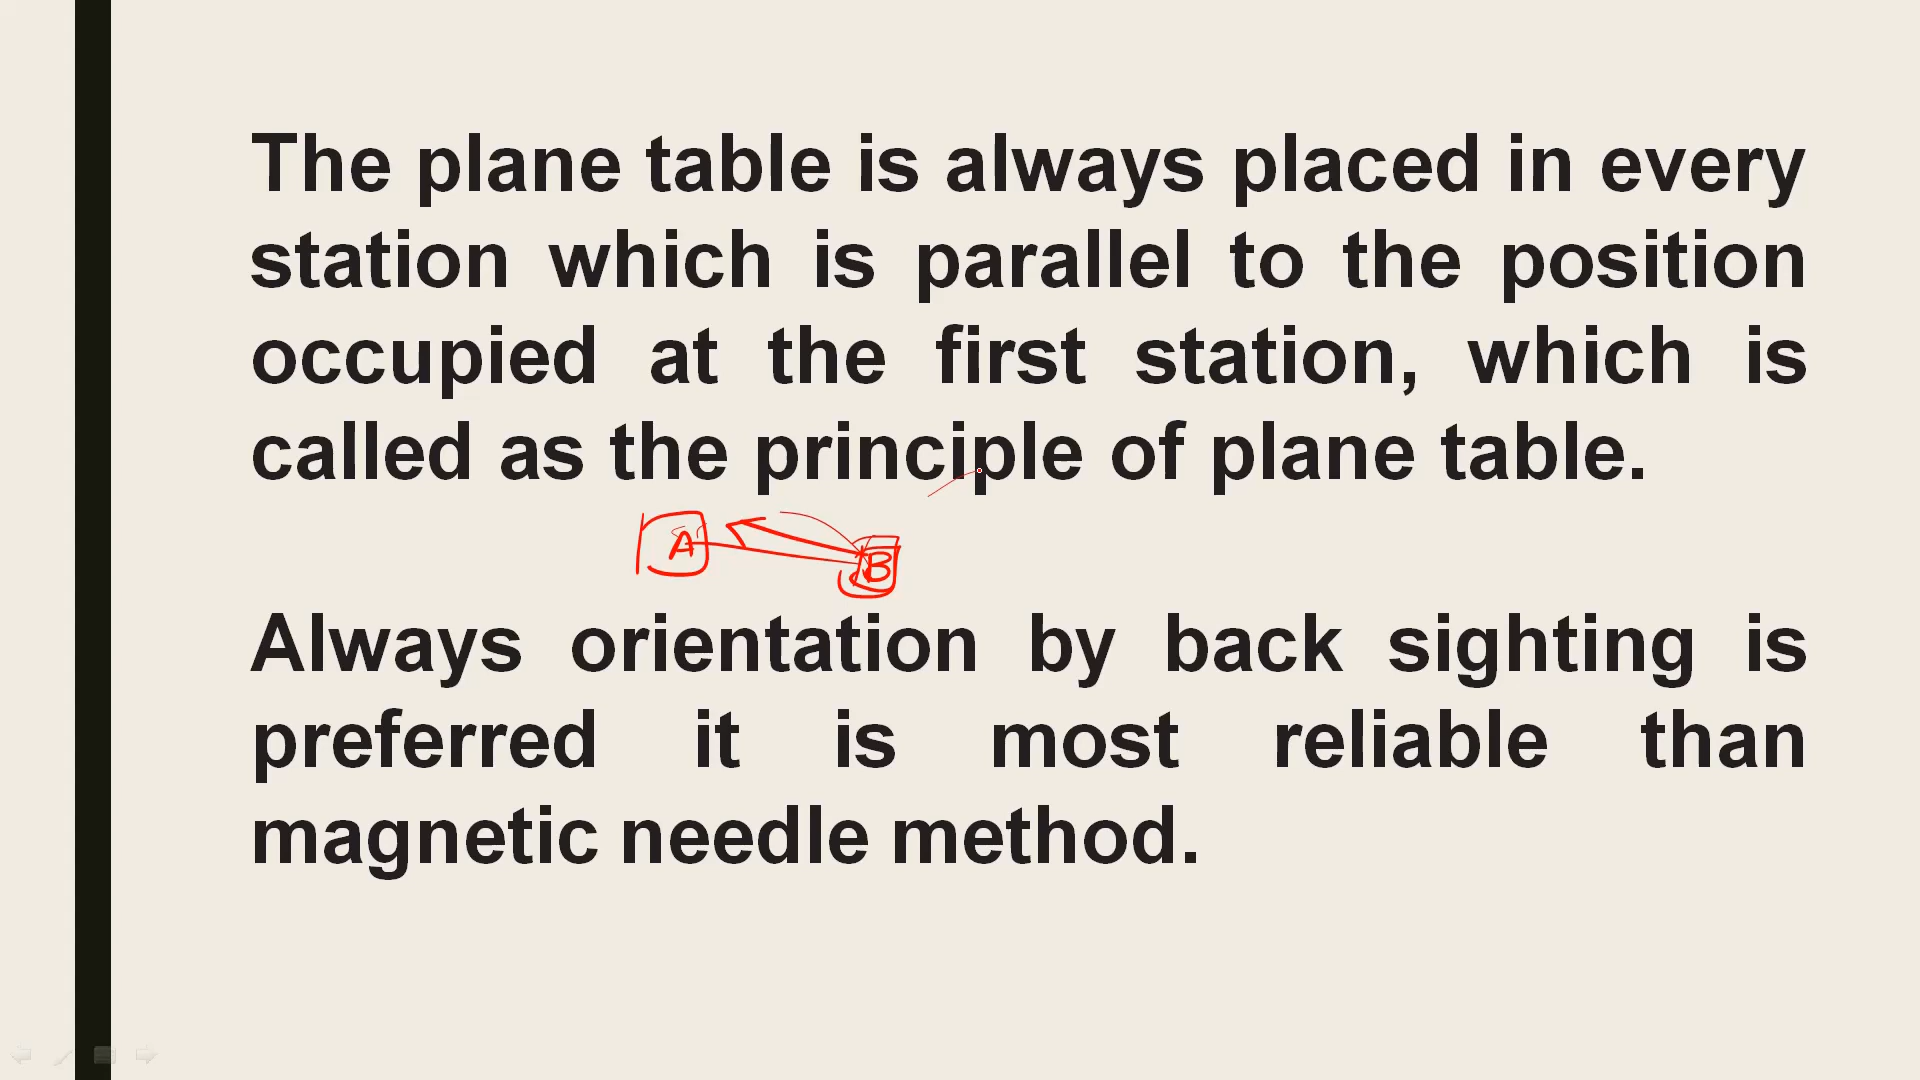 The plane table is always placed in every
station which is parallel to the position
occupied at the first station, which is
called as the principle of plane table.
A B
Always orientation by back sighting is
preferred it is most reliable than
magnetic needle method.